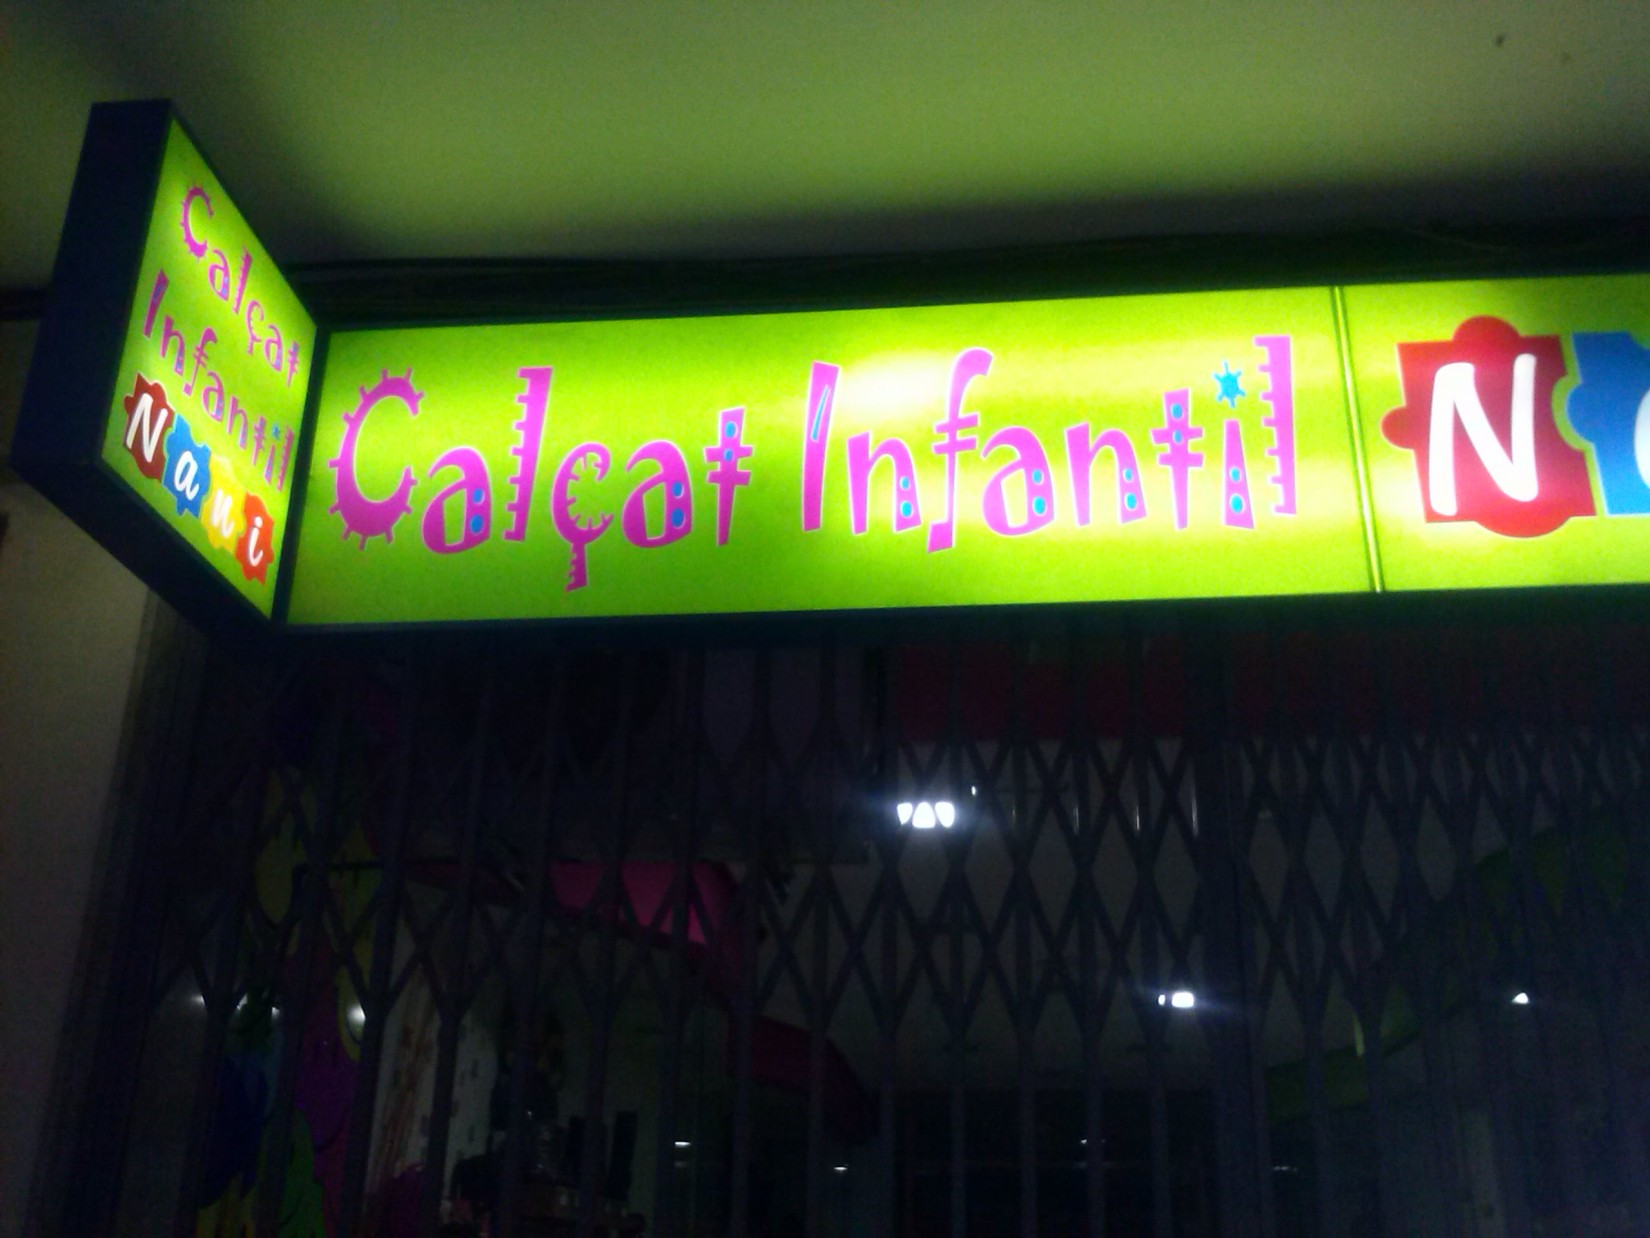 Calçat
Infantil
Nani
Calçat Infantil N